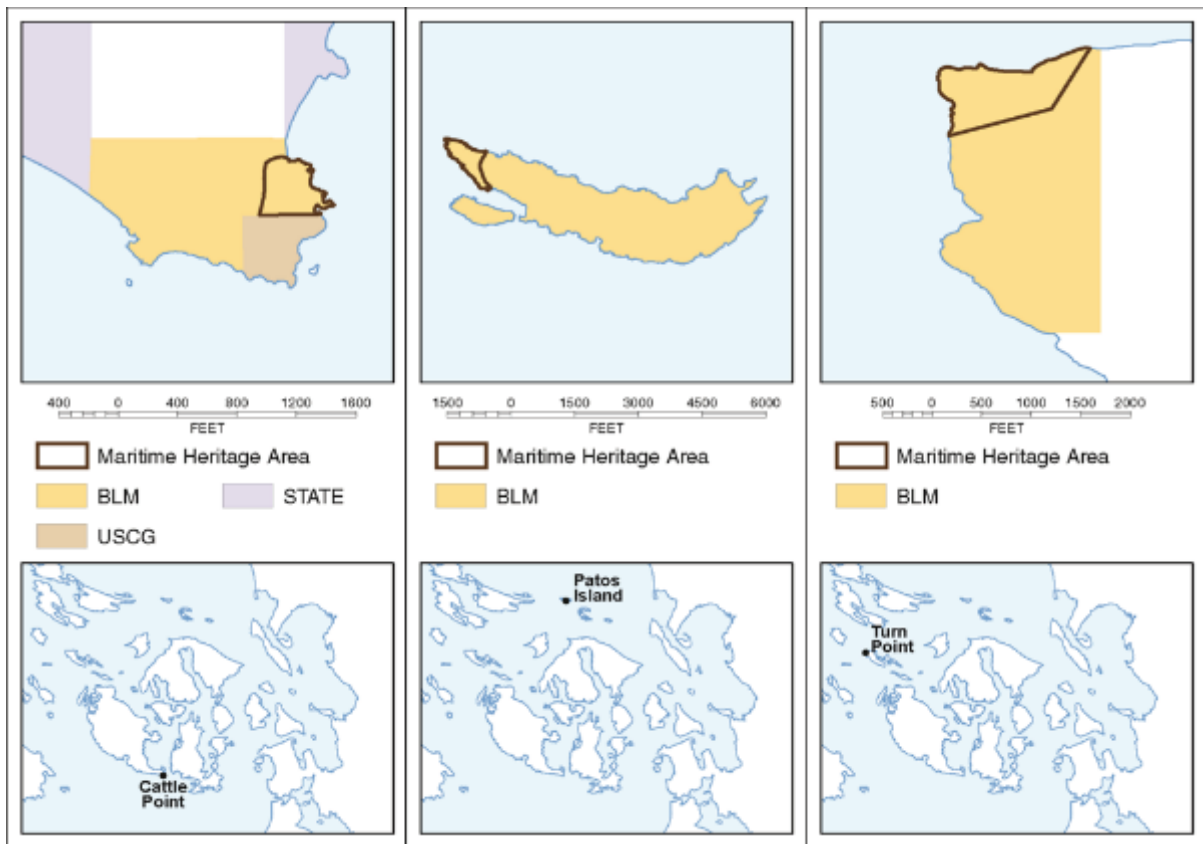 400 0 400 800 1200 1600
FEET
Maritime Heritage Area
BLM STATE
USCG
Cattle
Point
1500 0 1500 3000 4500 6000
FEET
Maritime Heritage Area
BLM
Patos
Island
500 0 500 1000 1500 2000
FEET
Maritime Heritage Area
BLM
Turn
Point